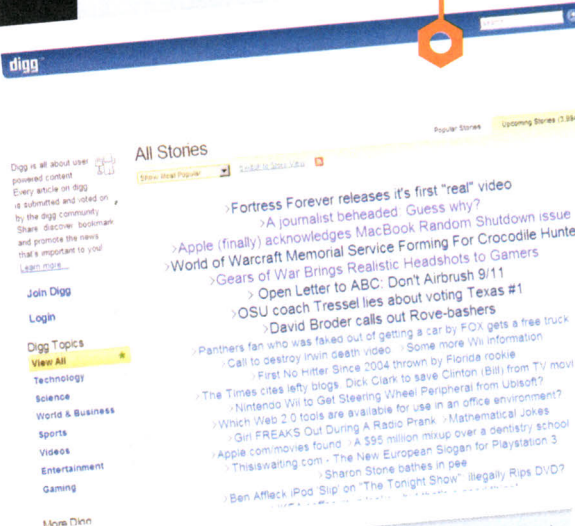 digg
Popular Stories
Upcoming Stories
All Stories
Show Most Popular
Digg is all about user
powered content
Every article on digg
is submitted and voted on
by the digg community
Share discover bookmark
and promote the news
that's important to you!
Learn more
Join Digg
Login
Digg Topics
View All
Technology
Science
World & Business
Sports
Videos
Entertainment
Gaming
More Digg
>Fortress Forever releases it's first "real" video
>A journalist beheaded. Guess why?
>Apple (finally) acknowledges MacBook Random Shutdown issue
>World of Warcraft Memorial Service Forming For Crocodile Hunte
>Gears of War Brings Realistic Headshots to Gamers
> Open Letter to ABC: Don't Airbrush 9/11
>OSU coach Tressel lies about voting Texas #1
>David Broder calls out Rove-bashers
>Panthers fan who was faked out of getting a car by FOX gets a free truck
>Call to destroy Irwin death video >Some more Wii information
>First No Hitter Since 2004 thrown by Florida rookie
>The Times cites lefty blogs, Dick Clark to save Clinton (Bill) from TV movi
>Nintendo Wii to Get Steering Wheel Peripheral from Ubisoft?
>Which Web 2.0 tools are available for use in an office environment?
>Girl FREAKS Out During A Radio Prank >Mathematical Jokes
>Apple.com/movies found >A $95 million mixup over a dentistry school
>Thisiswaiting.com - The New European Slogan for Playstation 3
>Sharon Stone bathes in pee
>Ben Affleck iPod 'Slip' on "The Tonight Show": Illegally Rips DVD?